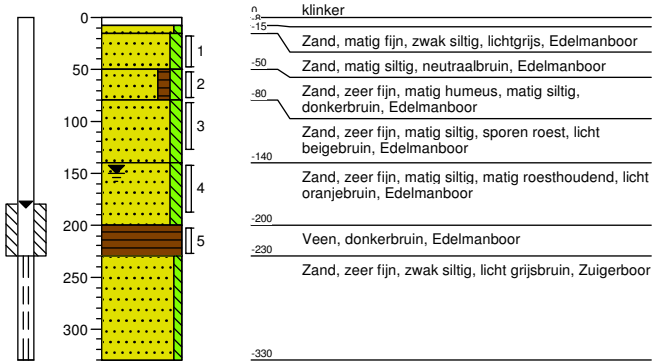 0
klinker
-8
-15
Zand, matig fijn, zwak siltig, lichtgrijs, Edelmanboor
-50
Zand, matig siltig, neutraalbruin, Edelmanboor
-80
Zand, zeer fijn, matig humeus, matig siltig,
donkerbruin, Edelmanboor
Zand, zeer fijn, matig siltig, sporen roest, licht
beigebruin, Edelmanboor
-140
Zand, zeer fijn, matig siltig, matig roesthoudend, licht
oranjebruin, Edelmanboor
-200
Veen, donkerbruin, Edelmanboor
-230
Zand, zeer fijn, zwak siltig, licht grijsbruin, Zuigerboor
-330
0
50
100
150
200
250
300
1
2
3
4
5